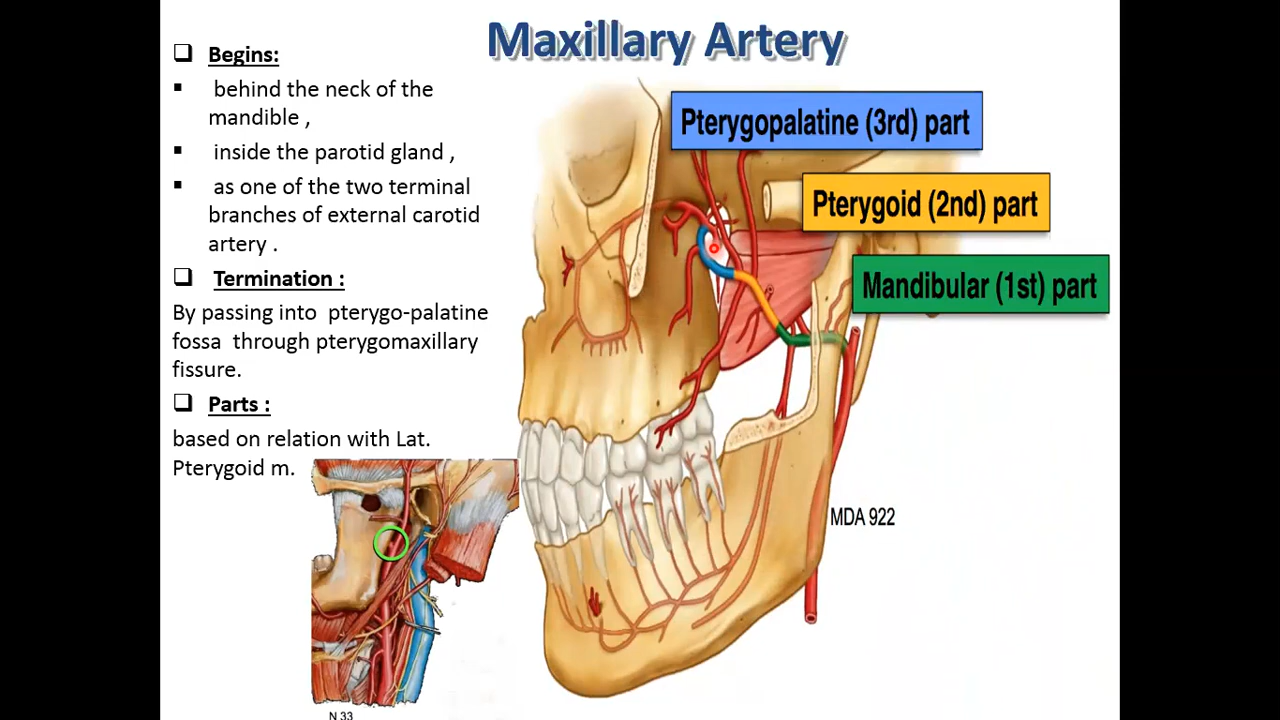 Maxillary Artery
Begins:
behind the neck of the
mandible ,
inside the parotid gland ,
as one of the two terminal
branches of external carotid
artery .
Termination :
By passing into pterygo-palatine
fossa through pterygomaxillary
fissure.
Parts :
based on relation with Lat.
Pterygoid m.
Pterygopalatine (3rd) part
Pterygoid (2nd) part
Mandibular (1st) part
MDA 922
N 33